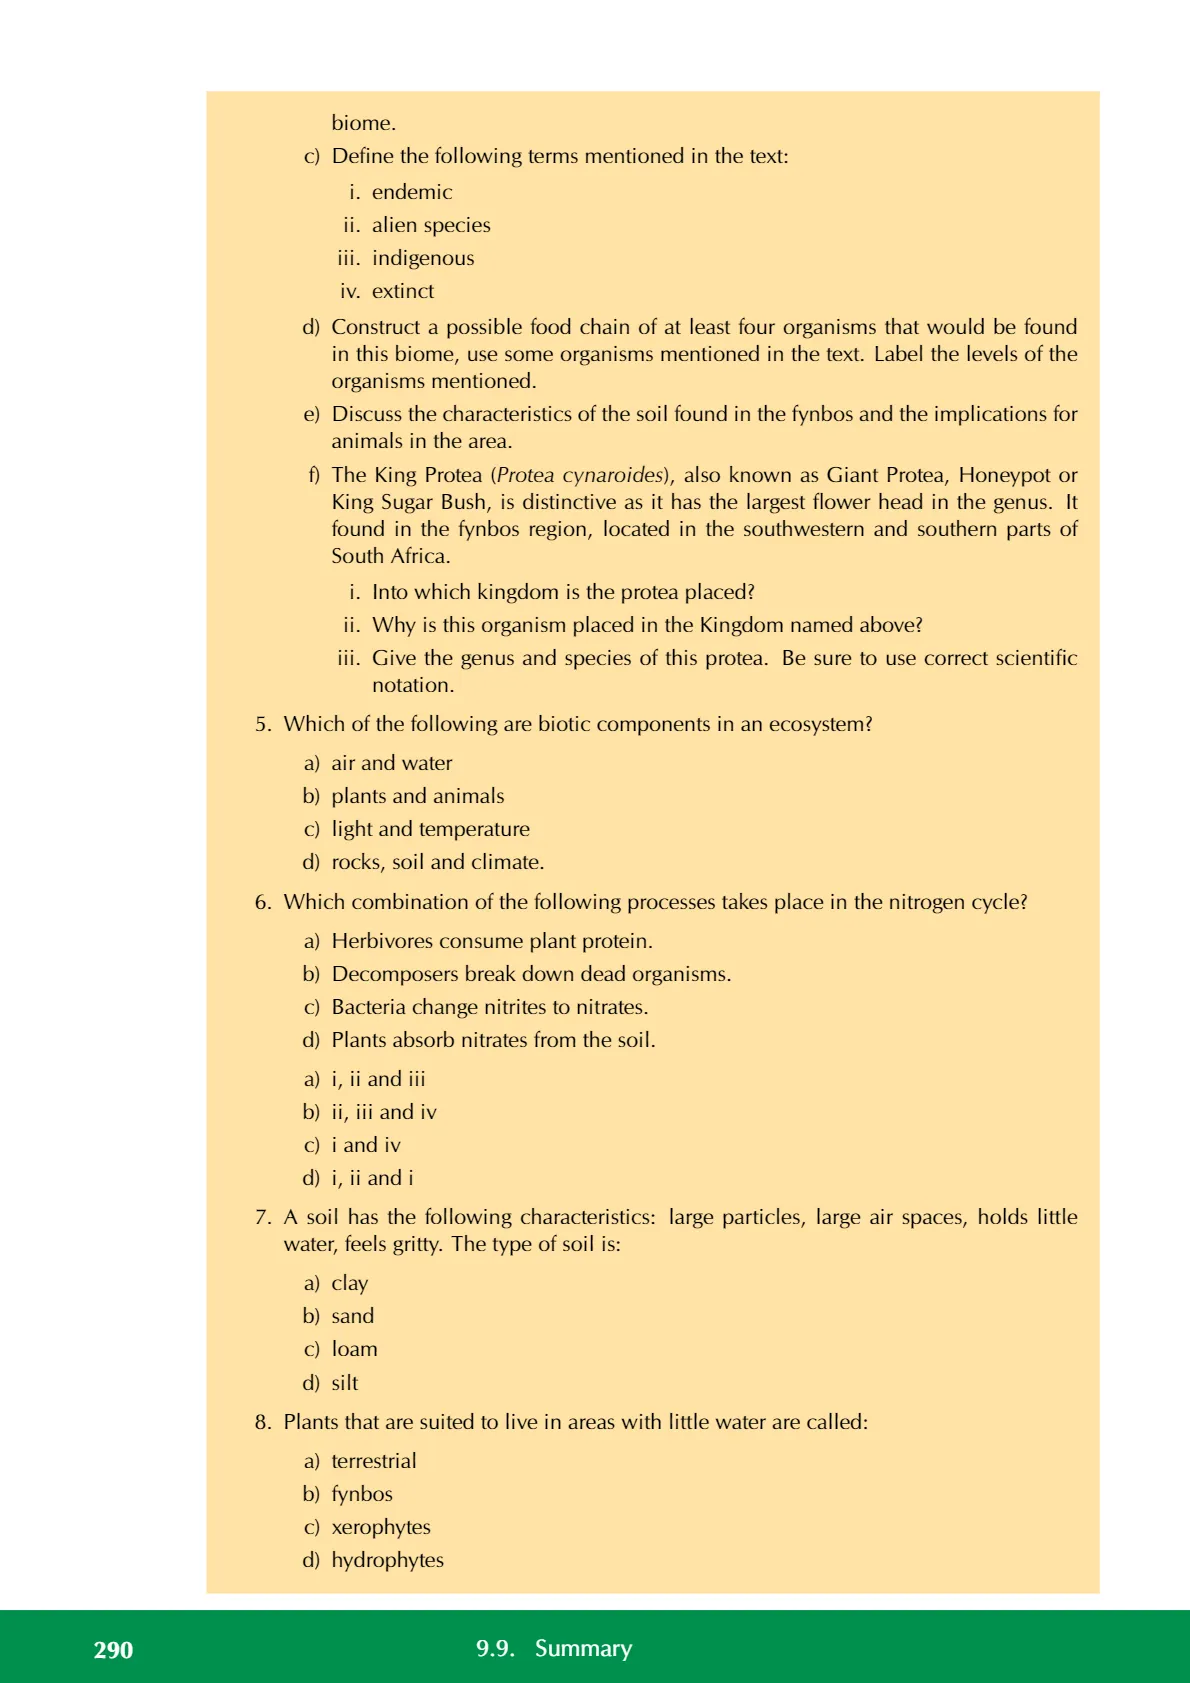 biome.
c) Define the following terms mentioned in the text:
i. endemic
ii. alien species
iii. indigenous
iv. extinct
d) Construct a possible food chain of at least four organisms that would be found
in this biome, use some organisms mentioned in the text. Label the levels of the
organisms mentioned.
e) Discuss the characteristics of the soil found in the fynbos and the implications for
animals in the area.
f) The King Protea (Protea cynaroides), also known as Giant Protea, Honeypot or
King Sugar Bush, is distinctive as it has the largest flower head in the genus. It
found in the fynbos region, located in the southwestern and southern parts of
South Africa.
i. Into which kingdom is the protea placed?
ii. Why is this organism placed in the Kingdom named above?
iii. Give the genus and species of this protea. Be sure to use correct scientific
notation.
5. Which of the following are biotic components in an ecosystem?
a) air and water
b) plants and animals
c) light and temperature
d) rocks, soil and climate.
6. Which combination of the following processes takes place in the nitrogen cycle?
a) Herbivores consume plant protein.
b) Decomposers break down dead organisms.
c) Bacteria change nitrites to nitrates.
d) Plants absorb nitrates from the soil.
a) i, ii and iii
b) ii, iii and iv
c) i and iv
d) i, ii and i
7. A soil has the following characteristics: large particles, large air spaces, holds little
water, feels gritty. The type of soil is:
a) clay
b) sand
c) loam
d) silt
8. Plants that are suited to live in areas with little water are called:
a) terrestrial
b) fynbos
c) xerophytes
d) hydrophytes
290 9.9. Summary